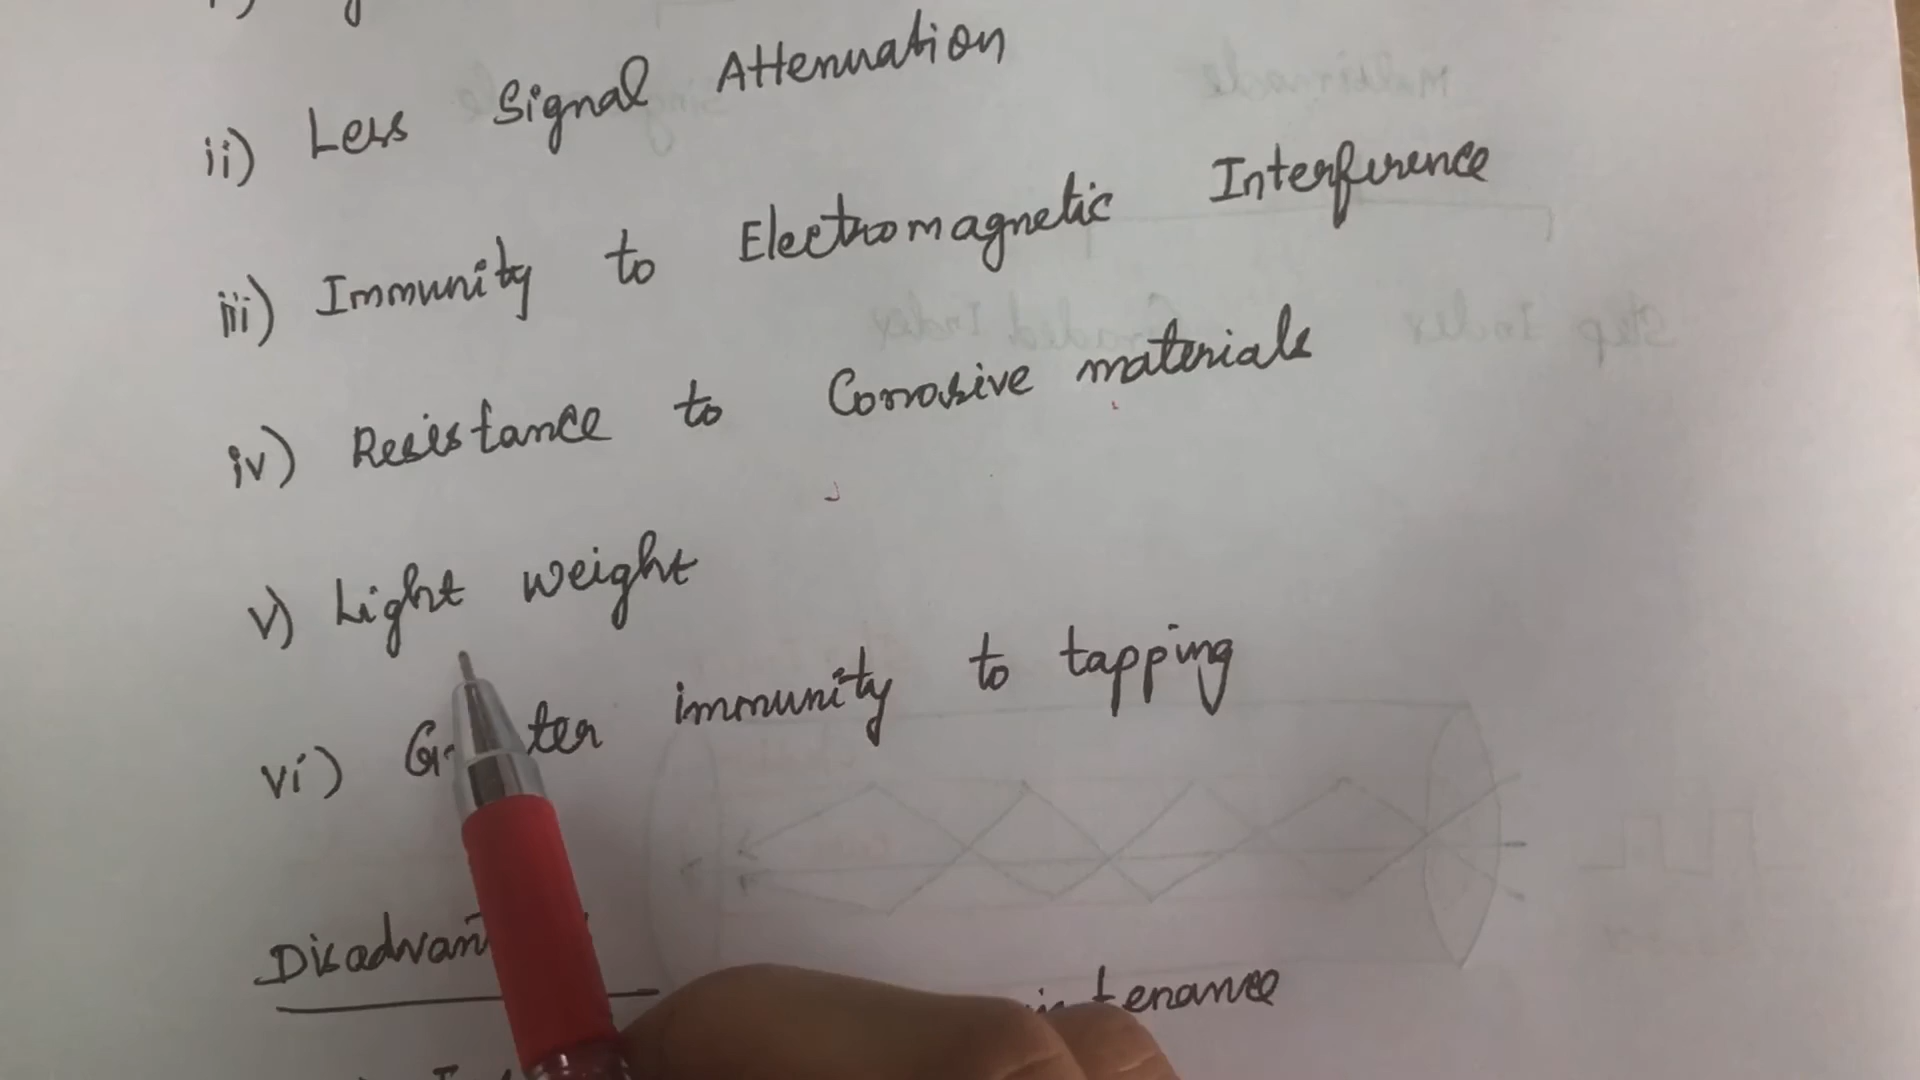 ii) Less Signal Attenuation
iii) Immunity to Electromagnetic Interference
iv) Resistance to Corrosive materials
v) Light weight
vi) immunity to tapping